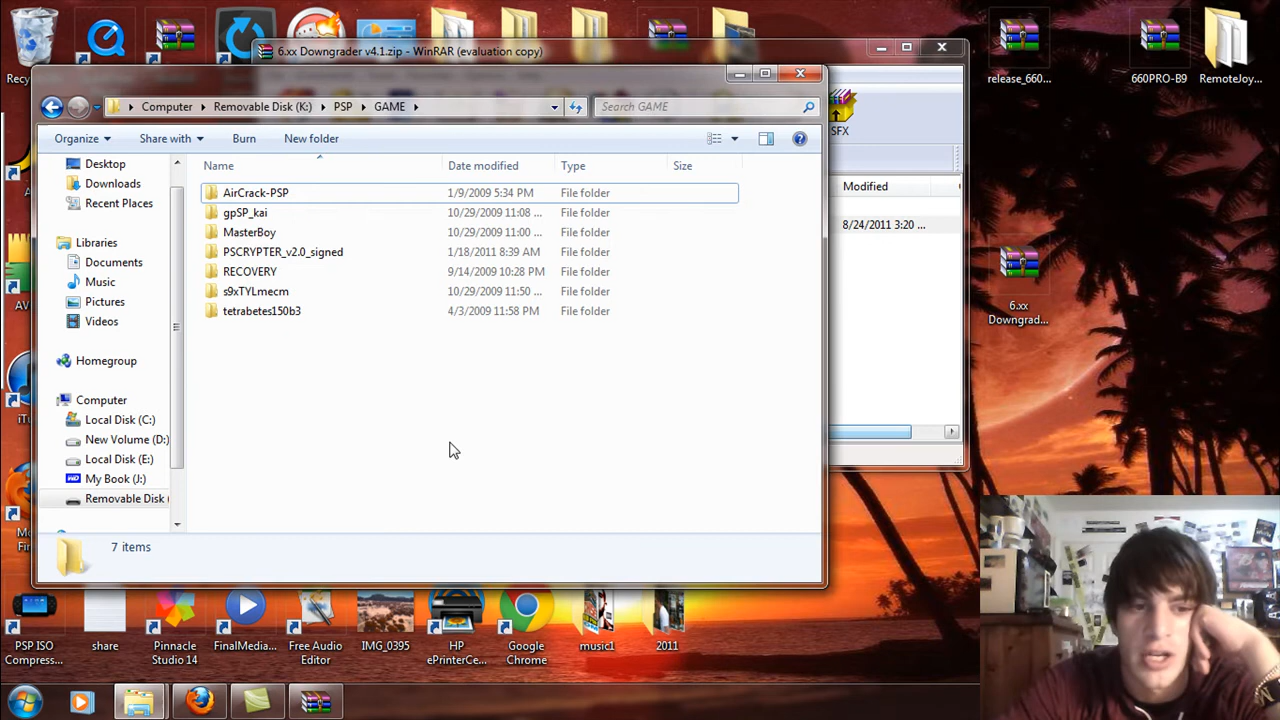 Recy
release_660...
660PRO-B9
RemoteJoy...
6.xx Downgrader v4.1.zip - WinRAR (evaluation copy)
Computer
Removable Disk (K:)
PSP
GAME
Search GAME
SFX
Organize
Share with
Burn
New folder
Name
Date modified
Type
Size
Modified
Desktop
Downloads
Recent Places
Libraries
Documents
Music
Pictures
Videos
Homegroup
Computer
Local Disk (C:)
New Volume (D:)
Local Disk (E:)
My Book (J:)
Removable Disk (
AirCrack-PSP 1/9/2009 5:34 PM File folder
gpSP_kai 10/29/2009 11:08 ... File folder
MasterBoy 10/29/2009 11:00 ... File folder
PSCRYPTER_v2.0_signed 1/18/2011 8:39 AM File folder
RECOVERY 9/14/2009 10:28 PM File folder
s9xTYLmecm 10/29/2009 11:50 ... File folder
tetrabetes150b3 4/3/2009 11:58 PM File folder
8/24/2011 3:20 ...
6.xx
Downgrad...
A
AV
iT
Mo
Fir
7 items
PSP ISO
Compress...
share
Pinnacle
Studio 14
FinalMedia...
Free Audio
Editor
IMG_0395
HP
ePrinterCe...
Google
Chrome
music1
2011